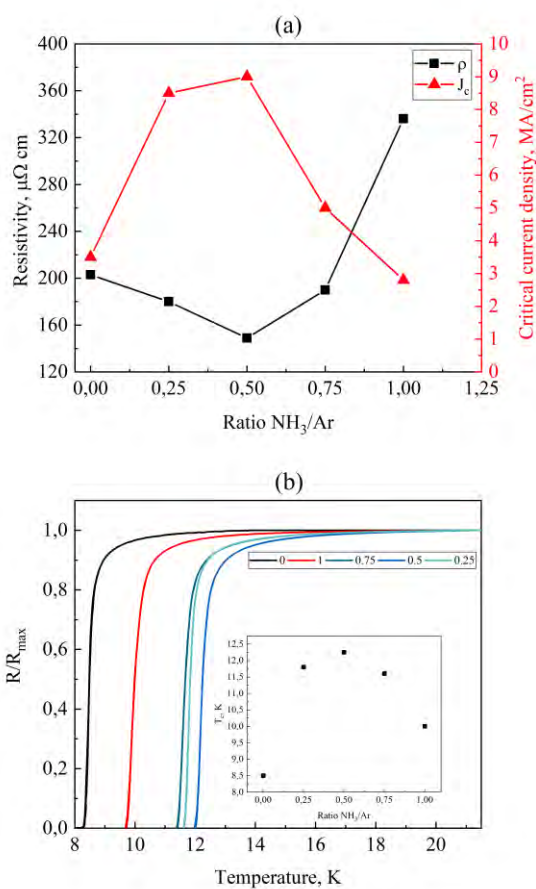 (a)
400
360
320
280
240
200
160
120
Resistivity, μΩ cm
10
9
8
7
6
5
4
3
2
1
0
Critical current density, MA/cm²
ρ
J_c
0,00 0,25 0,50 0,75 1,00 1,25
Ratio NH₃/Ar
(b)
1,0
0,8
0,6
0,4
0,2
0,0
R/R_max
0 1 0.75 0.5 0.25
12,5
12,0
11,5
11,0
10,5
10,0
9,5
9,0
8,5
T_c, K
0,00 0,25 0,50 0,75 1,00
Ratio NH₃/Ar
8 10 12 14 16 18 20
Temperature, K